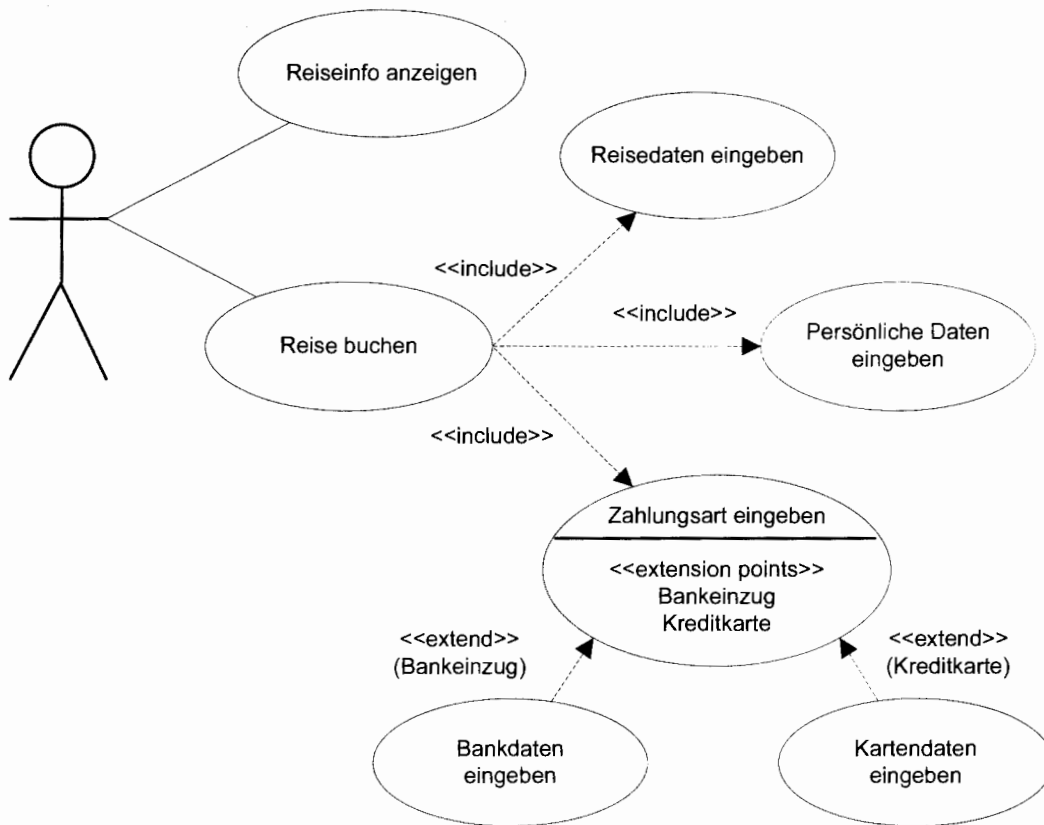 Reiseinfo anzeigen
Reisedaten eingeben
<<include>>
<<include>>
Reise buchen
Persönliche Daten
eingeben
<<include>>
Zahlungsart eingeben
<<extension points>>
Bankeinzug
Kreditkarte
<<extend>>
(Bankeinzug)
<<extend>>
(Kreditkarte)
Bankdaten
eingeben
Kartendaten
eingeben